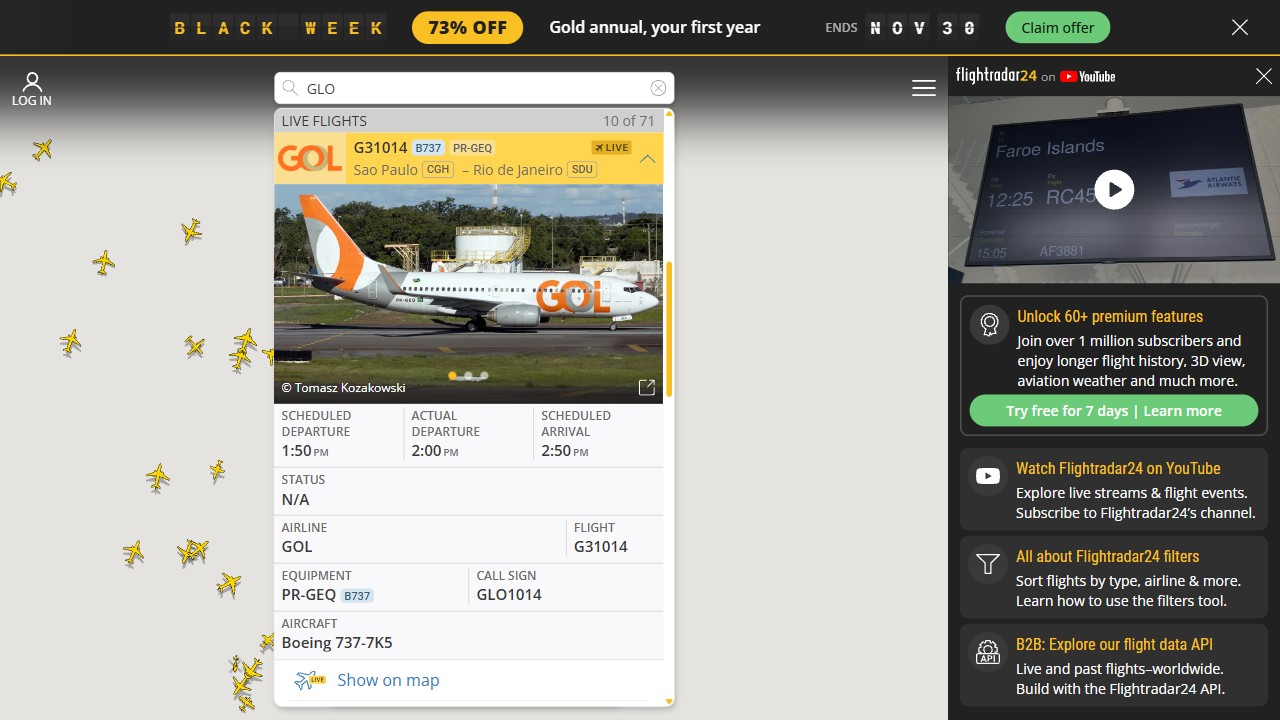 BLACK WEEK
73% OFF
Gold annual, your first year
ENDS NOV 30
Claim offer
LOG IN
GLO
flightradar24 on YouTube
LIVE FLIGHTS 10 of 71
GOL
G31014 B737 PR-GEQ LIVE
Sao Paulo CGH – Rio de Janeiro SDU
PR-GEQ
GOL
© Tomasz Kozakowski
SCHEDULED DEPARTURE
1:50 PM
ACTUAL DEPARTURE
2:00 PM
SCHEDULED ARRIVAL
2:50 PM
STATUS
N/A
AIRLINE
GOL
FLIGHT
G31014
EQUIPMENT
PR-GEQ B737
CALL SIGN
GLO1014
AIRCRAFT
Boeing 737-7K5
LIVE Show on map
Faroe Islands
12:25 RC45
ATLANTIC AIRWAYS
15:05 AF3881
Unlock 60+ premium features
Join over 1 million subscribers and
enjoy longer flight history, 3D view,
aviation weather and much more.
Try free for 7 days | Learn more
Watch Flightradar24 on YouTube
Explore live streams & flight events.
Subscribe to Flightradar24’s channel.
All about Flightradar24 filters
Sort flights by type, airline & more.
Learn how to use the filters tool.
API
B2B: Explore our flight data API
Live and past flights–worldwide.
Build with the Flightradar24 API.